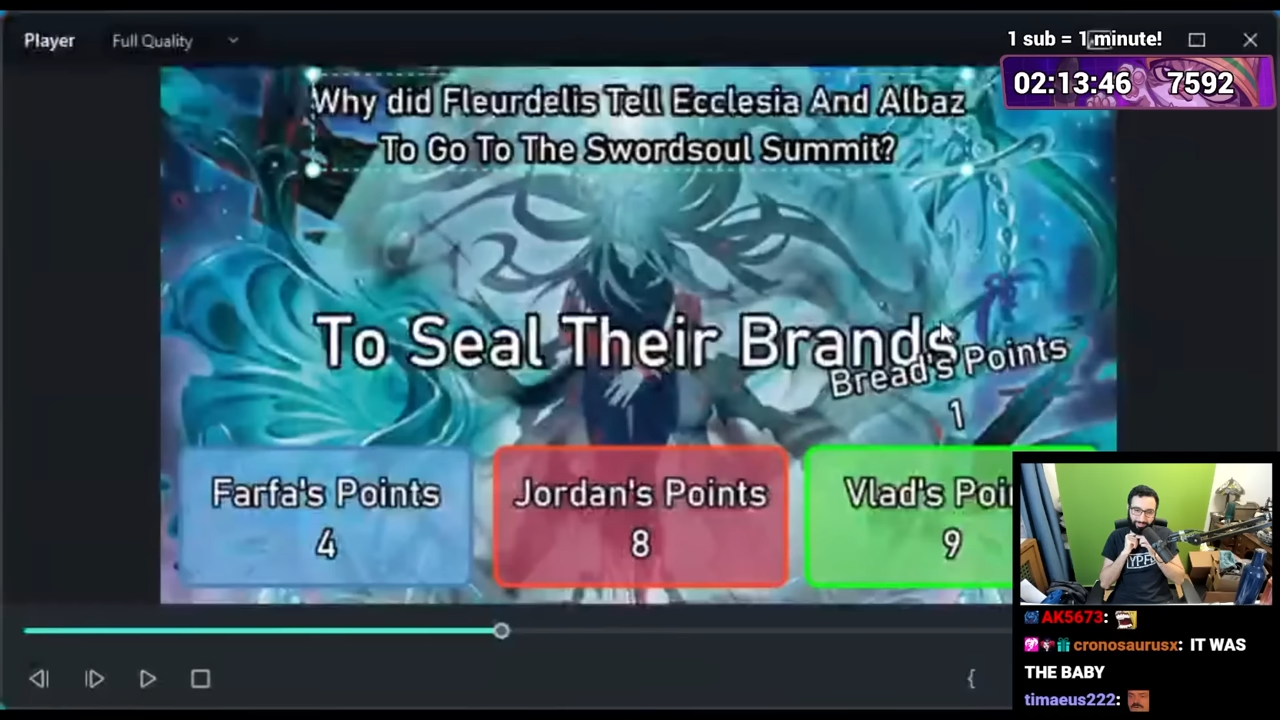 Player
Full Quality
1 sub = 1 minute!
02:13:46 7592
Why did Fleurdelis Tell Ecclesia And Albaz
To Go To The Swordsoul Summit?
To Seal Their Brands
Bread's Points
1
Farfa's Points
4
Jordan's Points
8
Vlad's Poi
9
{
AK5673:
cronosaurusx: IT WAS
THE BABY
timaeus222: